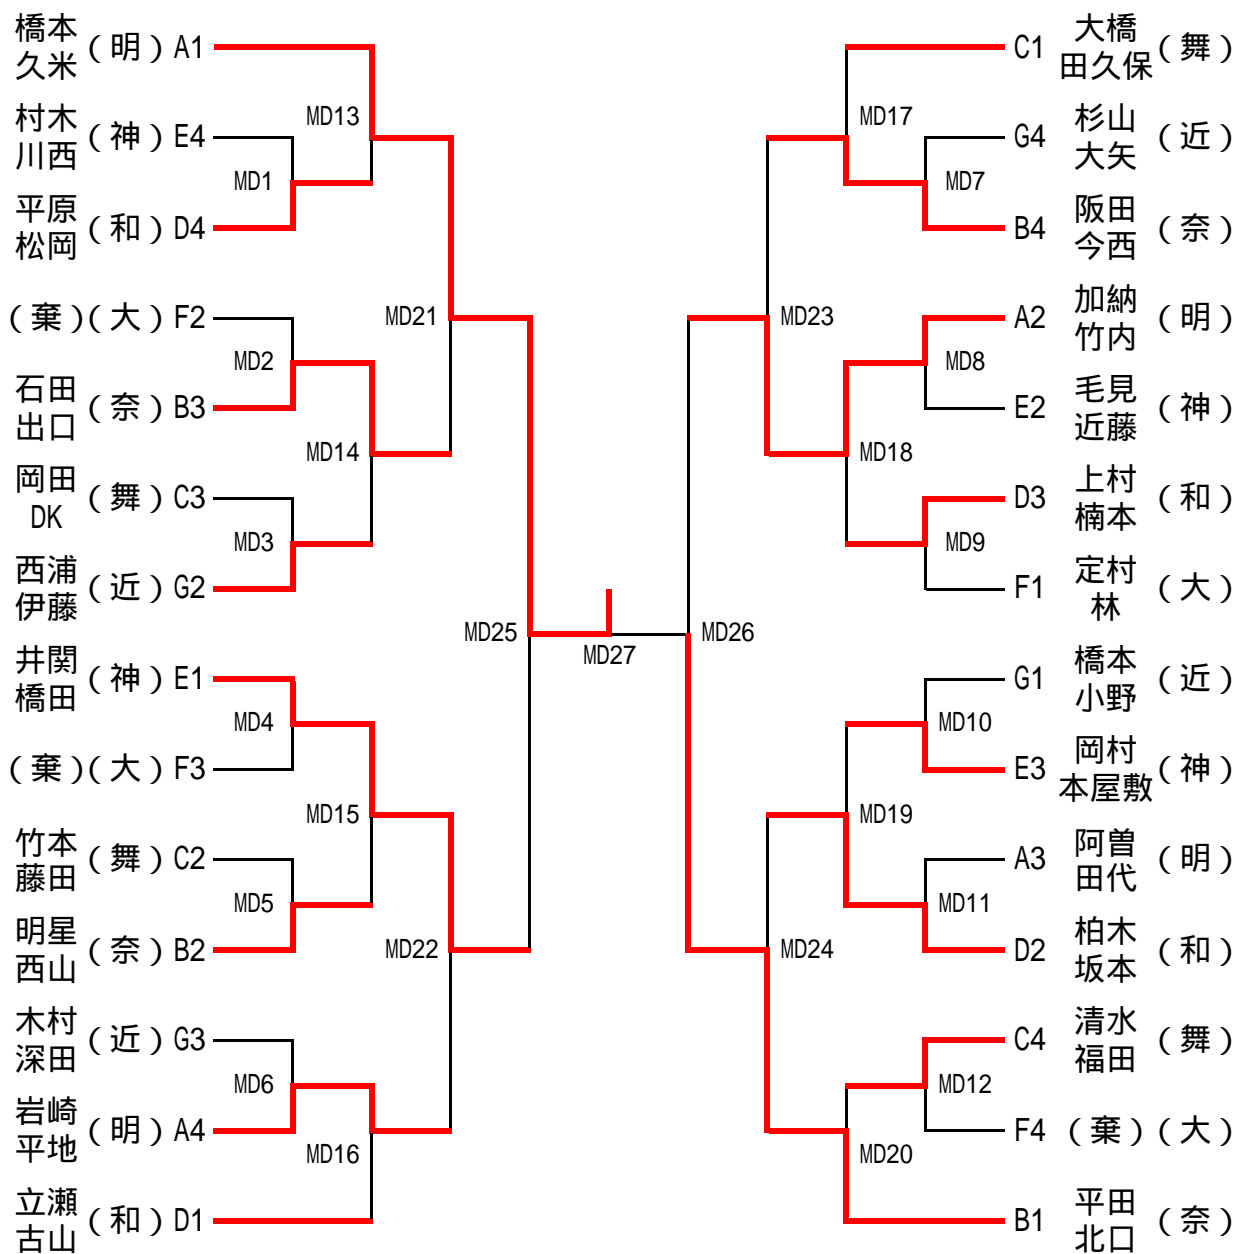 橋本
久米 (明) A1
MD13
村木
川西 (神) E4
MD1
平原
松岡 (和) D4
(棄)(大) F2
MD21
MD2
石田
出口 (奈) B3
MD14
岡田
DK (舞) C3
MD3
西浦
伊藤 (近) G2
MD25
井関
橋田 (神) E1
MD4
(棄)(大) F3
MD15
竹本
藤田 (舞) C2
MD5
明星
西山 (奈) B2
MD22
木村
深田 (近) G3
MD6
岩崎
平地 (明) A4
MD16
立瀬
古山 (和) D1
MD27
C1 大橋
田久保 (舞)
MD17
G4 杉山
大矢 (近)
MD7
B4 阪田
今西 (奈)
MD23
A2 加納
竹内 (明)
MD8
E2 毛見
近藤 (神)
MD18
D3 上村
楠本 (和)
MD9
F1 定村
林 (大)
MD26
G1 橋本
小野 (近)
MD10
E3 岡村
本屋敷 (神)
MD19
A3 阿曽
田代 (明)
MD11
D2 柏木
坂本 (和)
MD24
C4 清水
福田 (舞)
MD12
F4 (棄)(大)
MD20
B1 平田
北口 (奈)